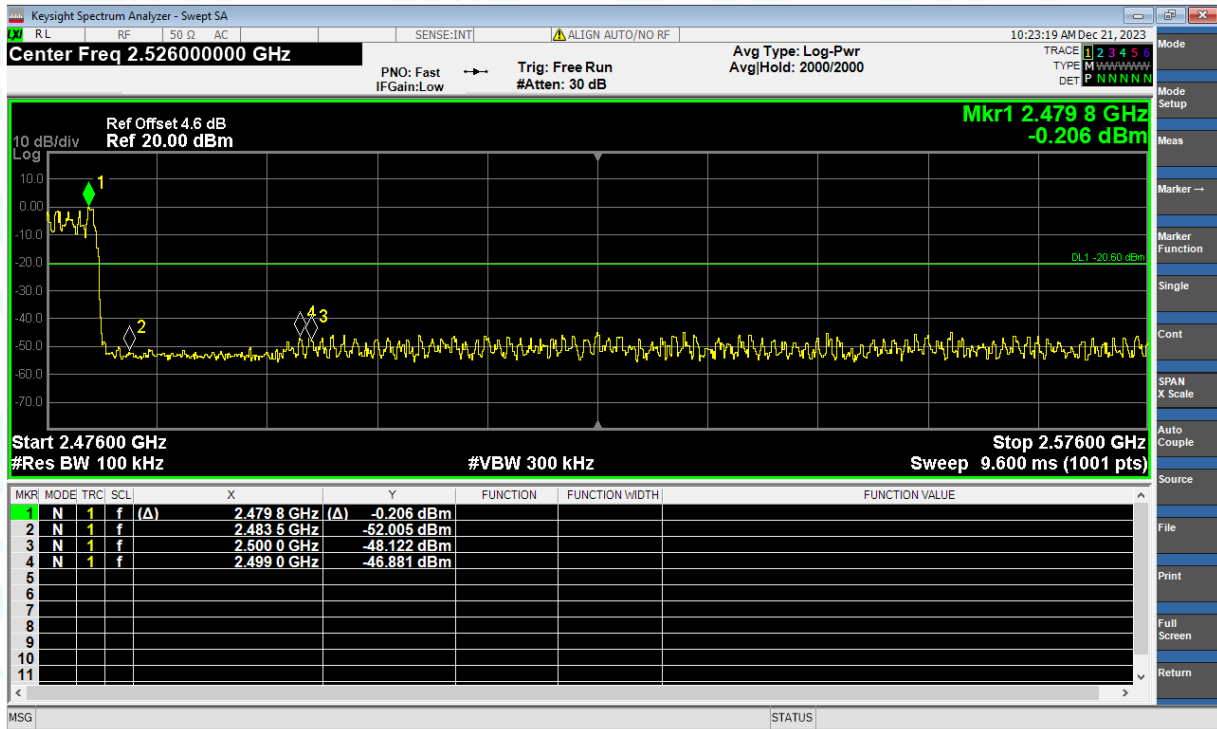 Keysight Spectrum Analyzer - Swept SA
LXI RL RF 50 Ω AC SENSE:INT ALIGN AUTO/NO RF 10:23:19 AM Dec 21, 2023
Center Freq 2.526000000 GHz
PNO: Fast
IFGain:Low
Trig: Free Run
#Atten: 30 dB
Avg Type: Log-Pwr
Avg|Hold: 2000/2000
TRACE 1 2 3 4 5 6
TYPE M WWWWW
DET P N N N N N
Mkr1 2.479 8 GHz
-0.206 dBm
Ref Offset 4.6 dB
10 dB/div Ref 20.00 dBm
Log
10.0
0.00
-10.0
-20.0
-30.0
-40.0
-50.0
-60.0
-70.0
1
2
4
3
DL1 -20.60 dBm
Start 2.47600 GHz Stop 2.57600 GHz
#Res BW 100 kHz #VBW 300 kHz Sweep 9.600 ms (1001 pts)
MKR MODE TRC SCL X Y FUNCTION FUNCTION WIDTH FUNCTION VALUE
1 N 1 f (Δ) 2.479 8 GHz (Δ) -0.206 dBm
2 N 1 f 2.483 5 GHz -52.005 dBm
3 N 1 f 2.500 0 GHz -48.122 dBm
4 N 1 f 2.499 0 GHz -46.881 dBm
5
6
7
8
9
10
11
MSG STATUS
Mode
Mode
Setup
Meas
Marker →
Marker
Function
Single
Cont
SPAN
X Scale
Auto
Couple
Source
File
Print
Full
Screen
Return